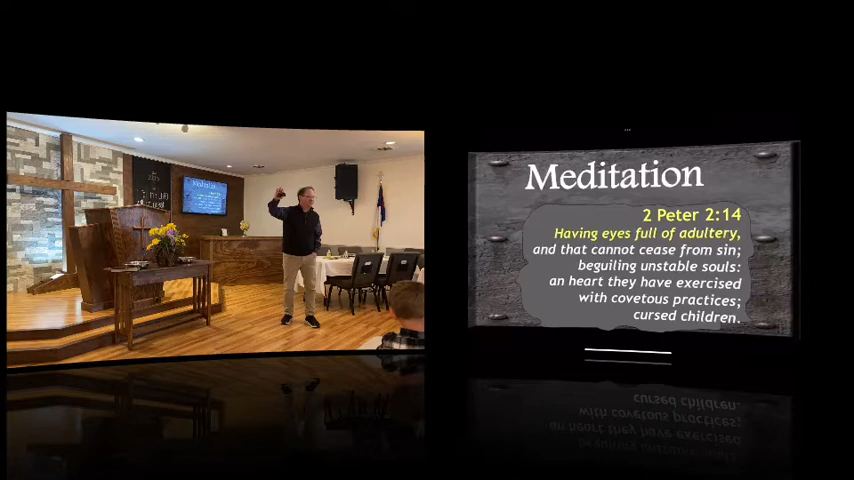 Meditation
Meditation
2 Peter 2:14
Having eyes full of adultery,
and that cannot cease from sin;
beguiling unstable souls:
an heart they have exercised
with covetous practices;
cursed children.